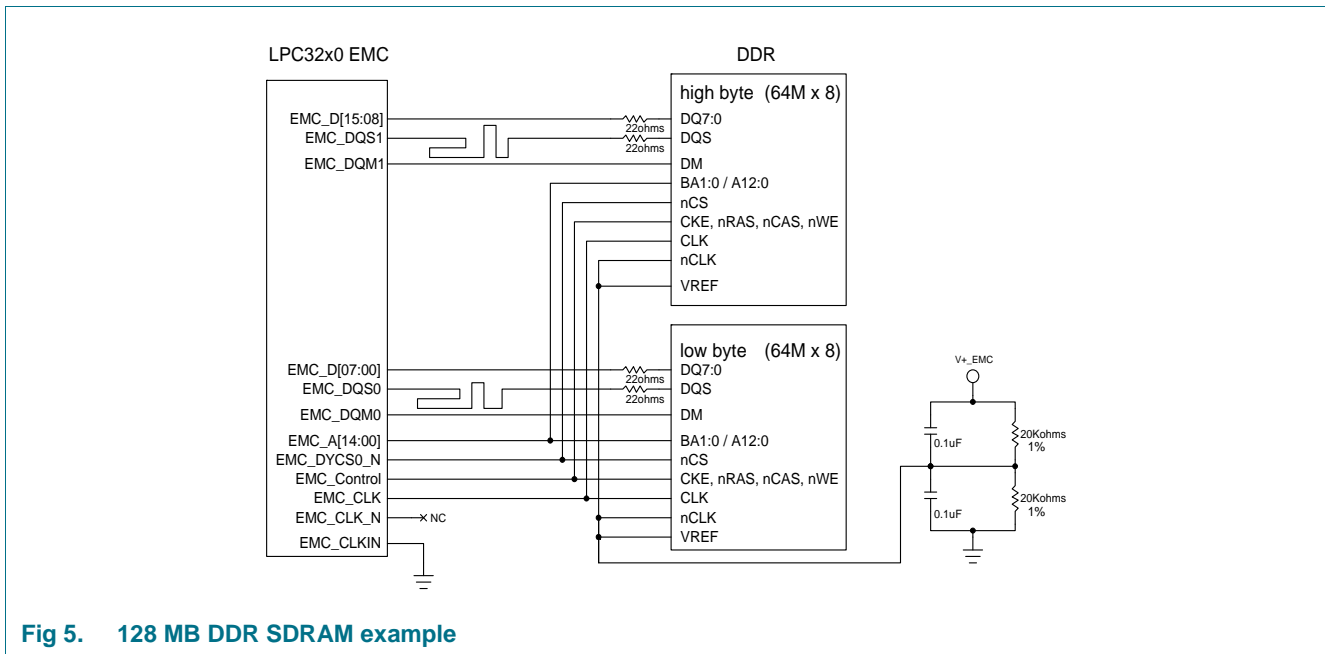 LPC32x0 EMC
DDR
high byte (64M x 8)
EMC_D[15:08]
22ohms
DQ7:0
EMC_DQS1
22ohms
DQS
EMC_DQM1
DM
BA1:0 / A12:0
nCS
CKE, nRAS, nCAS, nWE
CLK
nCLK
VREF
low byte (64M x 8)
EMC_D[07:00]
22ohms
DQ7:0
EMC_DQS0
22ohms
DQS
EMC_DQM0
DM
EMC_A[14:00]
BA1:0 / A12:0
EMC_DYCS0_N
nCS
EMC_Control
CKE, nRAS, nCAS, nWE
EMC_CLK
CLK
EMC_CLK_N
NC
nCLK
EMC_CLKIN
VREF
V+_EMC
0.1uF
20Kohms
1%
0.1uF
20Kohms
1%
Fig 5. 128 MB DDR SDRAM example